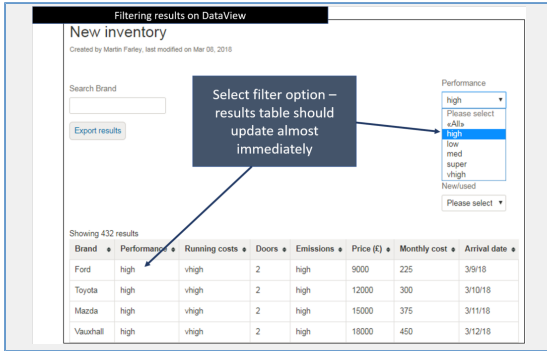 Filtering results on DataView
New inventory
Created by Martin Farley, last modified on Mar 06, 2016
Search Brand
Export results
Select filter option –
results table should
update almost
immediately
Performance
high
Please select
«All»
high
low
med
super
vhigh
New/used
Please select
Showing 432 results
Brand Performance Running costs Doors Emissions Price (£) Monthly cost Arrival date
Ford high vhigh 2 high 9000 225 3/9/18
Toyota high vhigh 2 high 12000 300 3/10/18
Mazda high vhigh 2 high 15000 375 3/11/18
Vauxhall high vhigh 2 high 18000 450 3/12/18